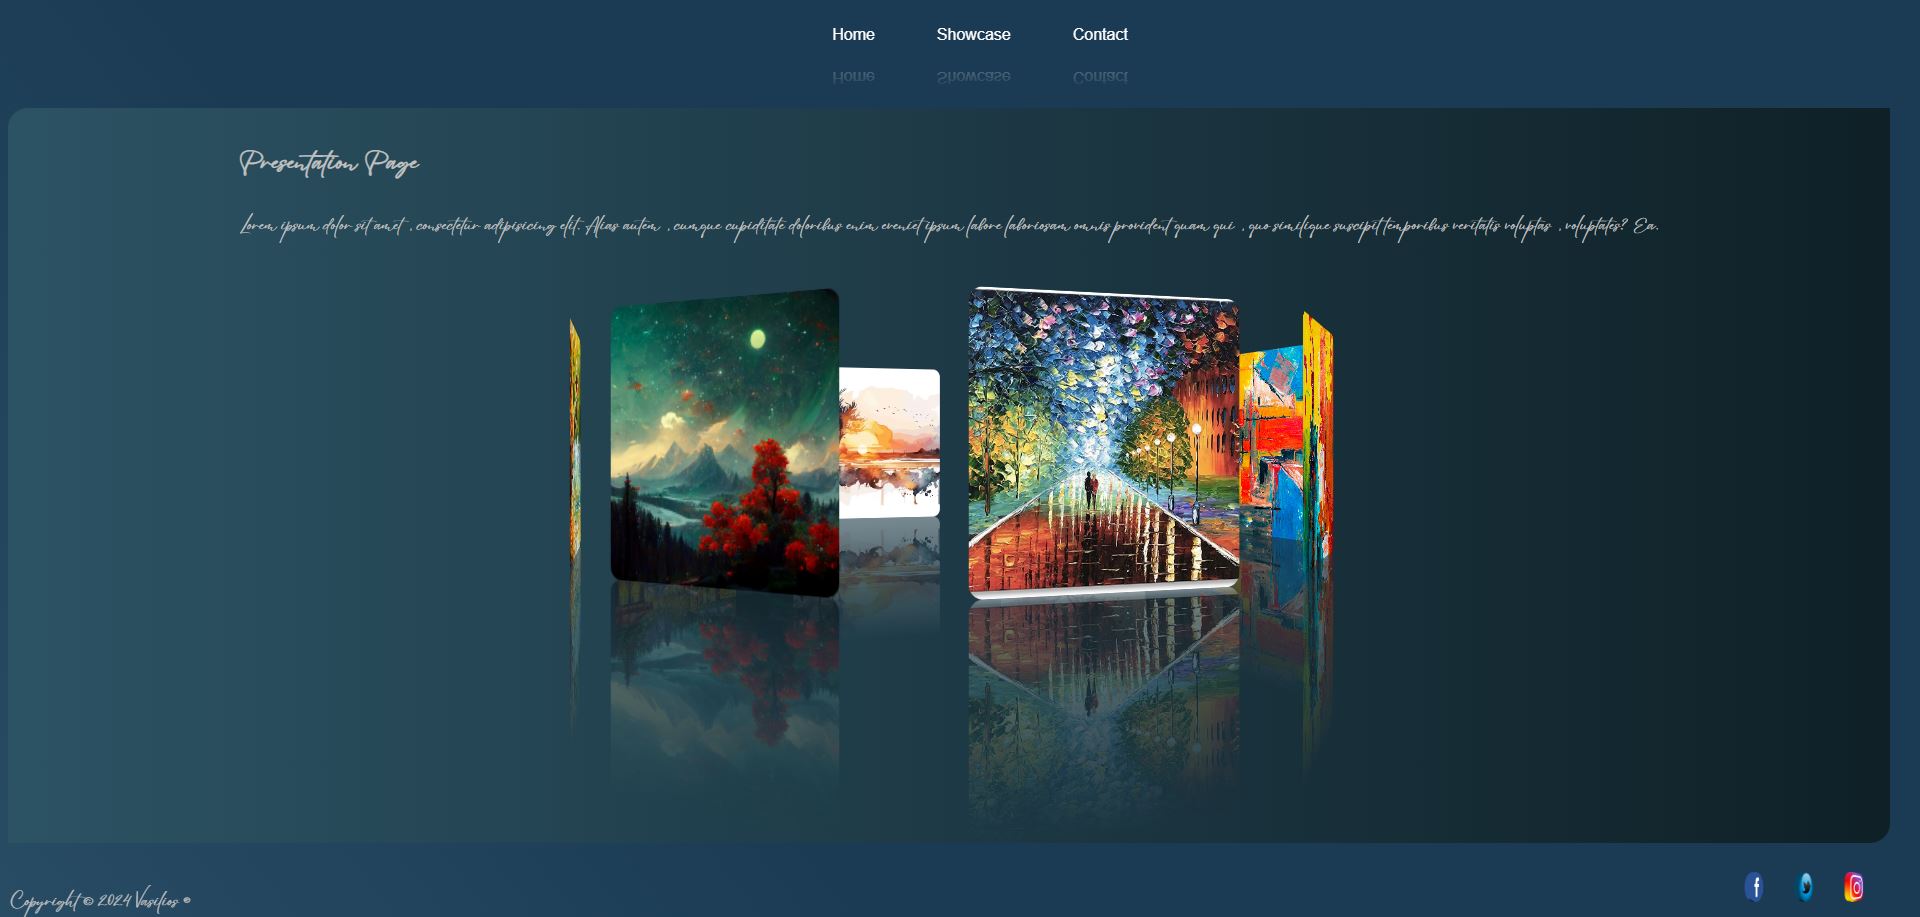 Home Showcase Contact
Presentation Page
Lorem ipsum dolor sit amet, consectetur adipisicing elit. Alias autem, cumque cupiditate doloribus enim eveniet ipsum labore laboriosam omnis provident quam qui, quo similique suscipit temporibus veritatis voluptas, voluptates? Ea.
Copyright © 2024 Vasilios ®